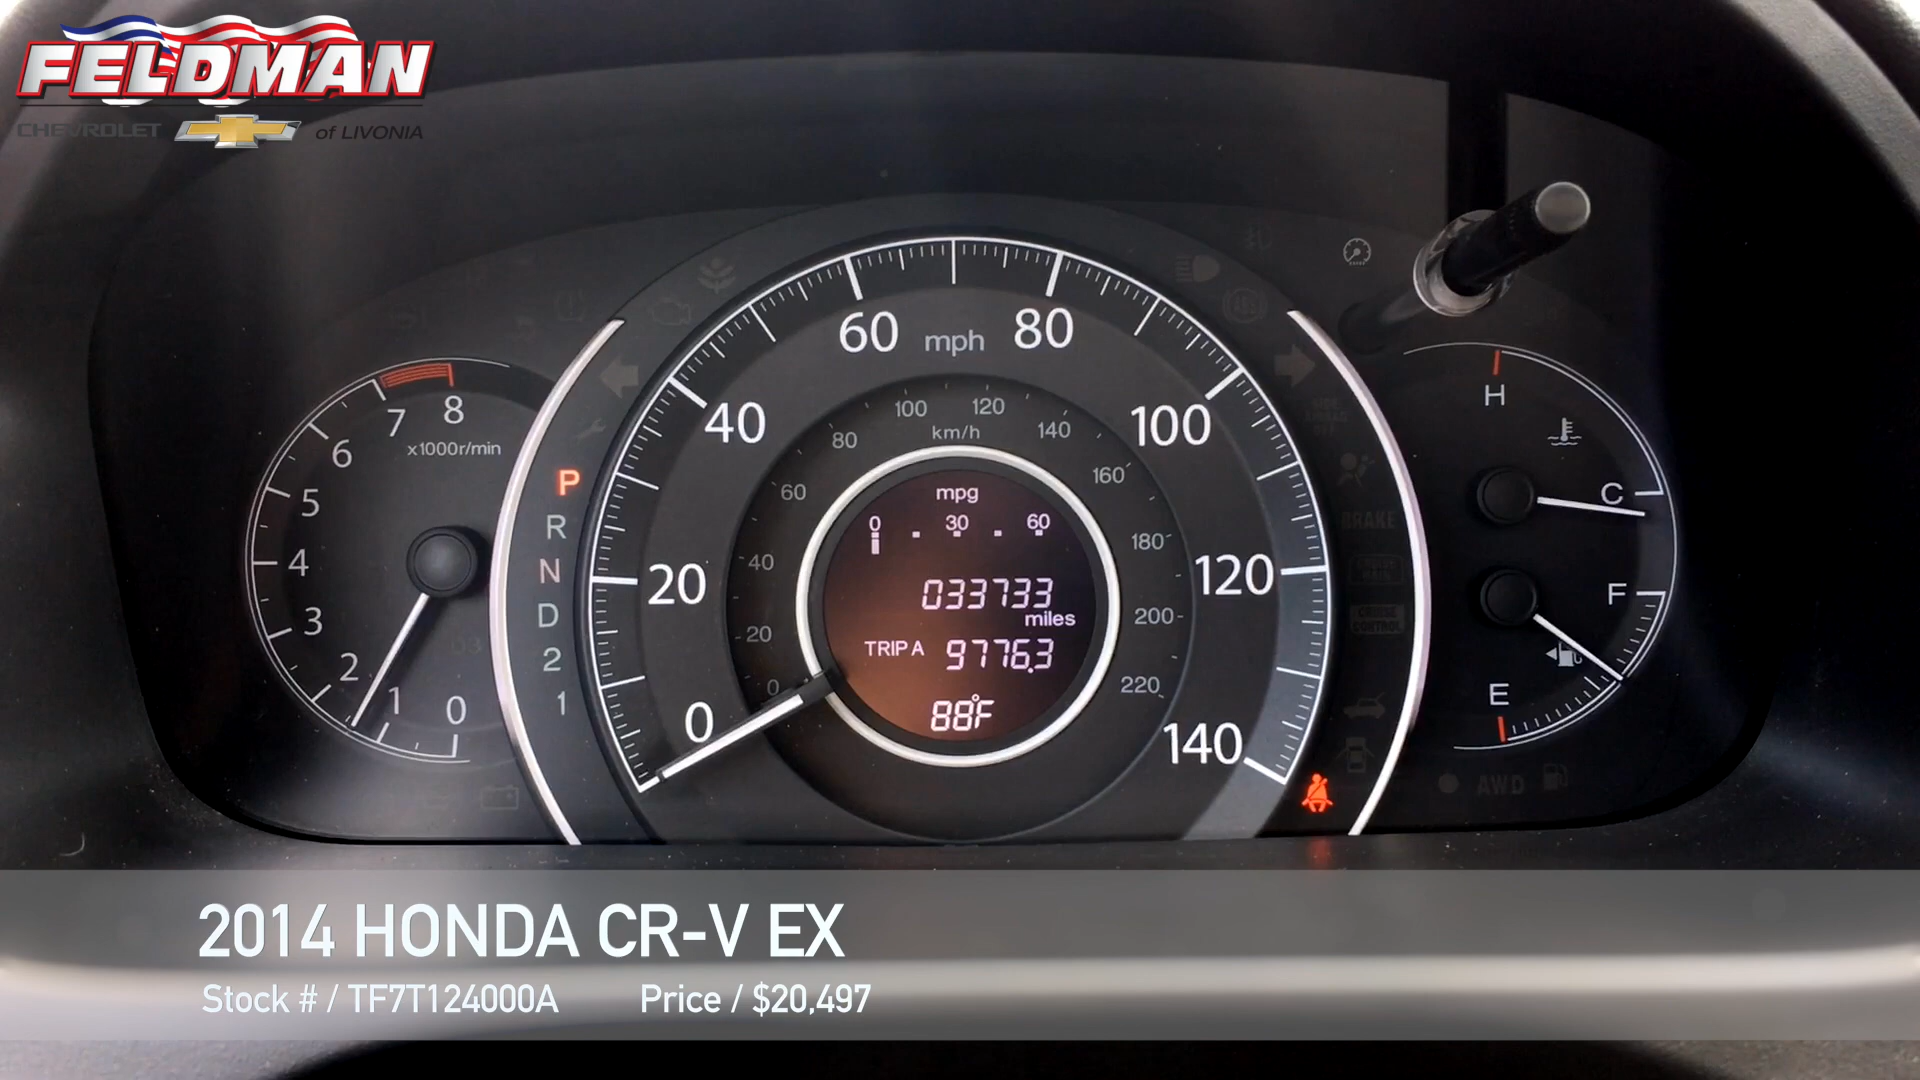 FELDMAN
CHEVROLET of LIVONIA
60 mph 80
40 100
20 120
0 140
100 120
km/h
80 140
60 160
40 180
20 200
0 220
8
7
x1000r/min
6
5
4
3
2
1
0
P
R
N
D
2
1
mpg
0 30 60
033733
miles
TRIP A 9776.3
88°F
H
C
F
E
BRAKE
CRUISE
CONTROL
AWD
2014 HONDA CR-V EX
Stock # / TF7T124000A Price / $20,497